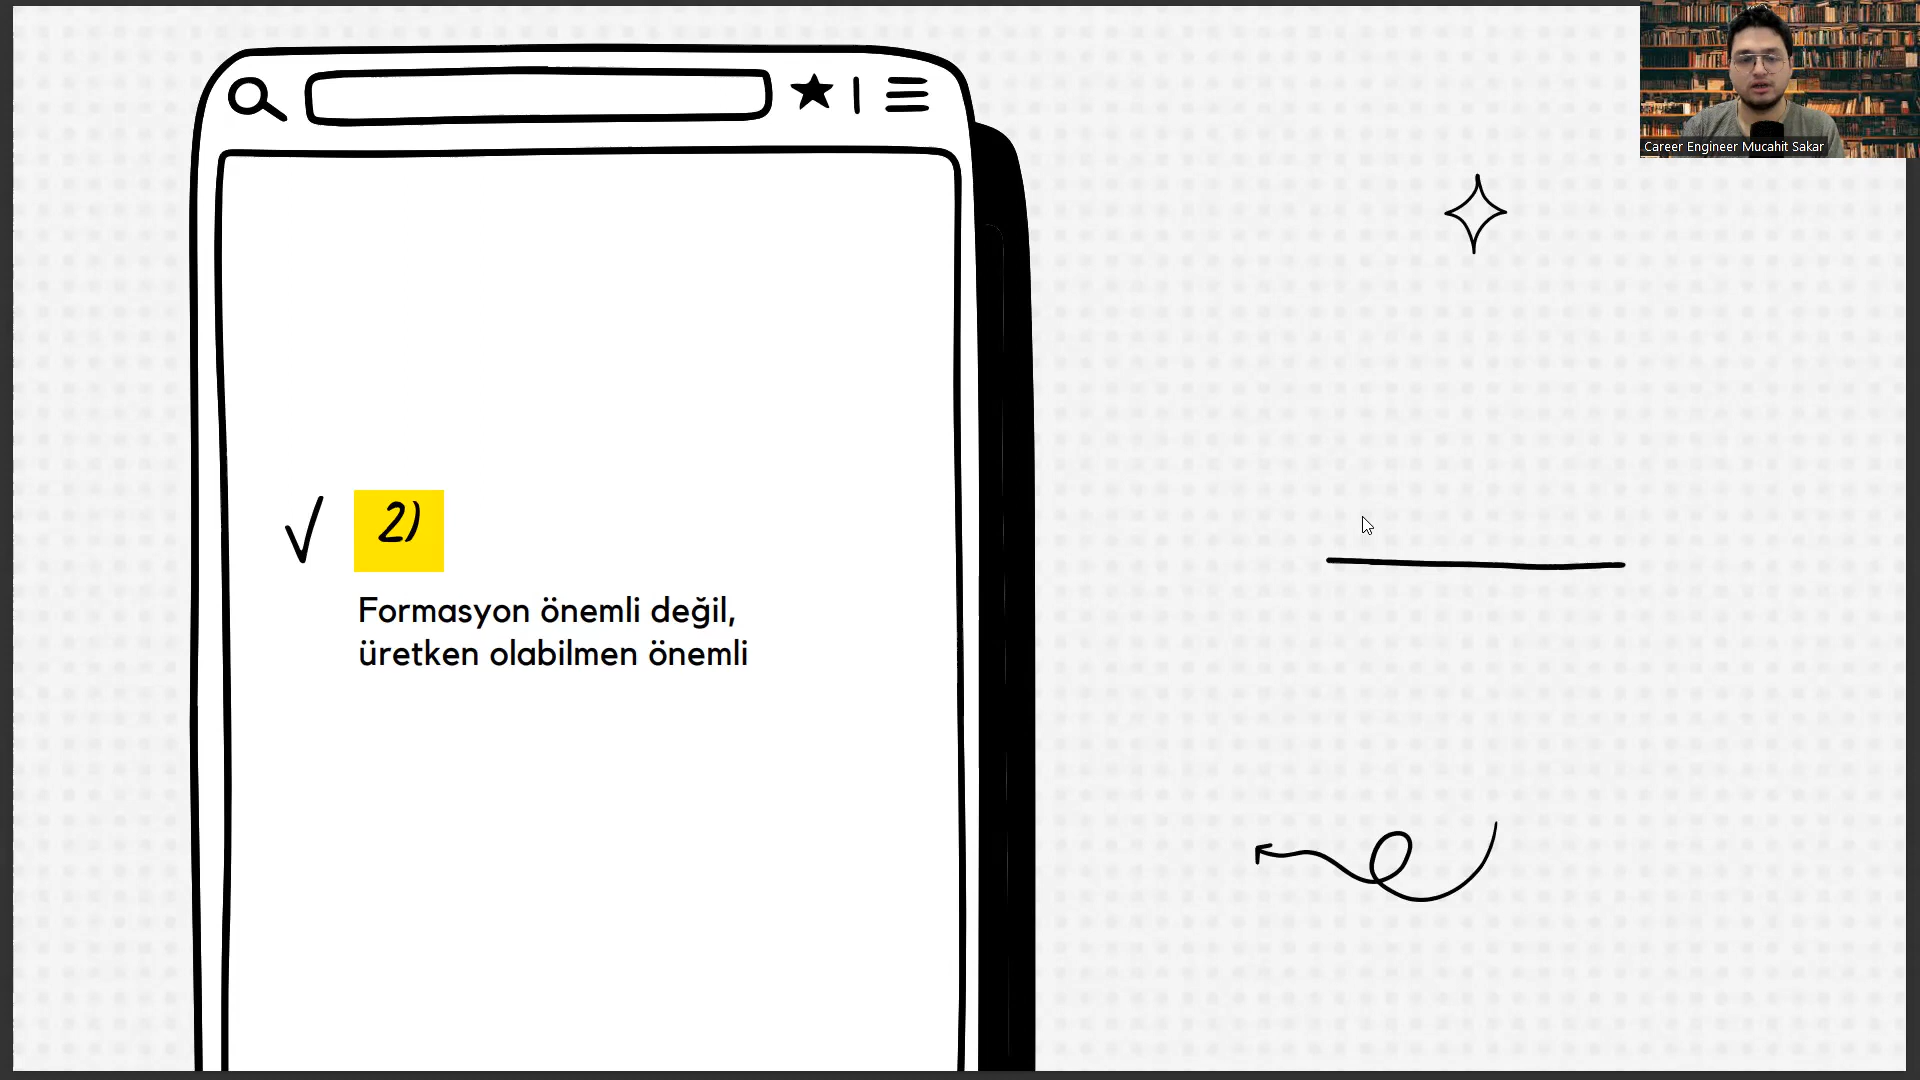 Career Engineer Mucahit Sakar
2)
Formasyon önemli değil,
üretken olabilmen önemli